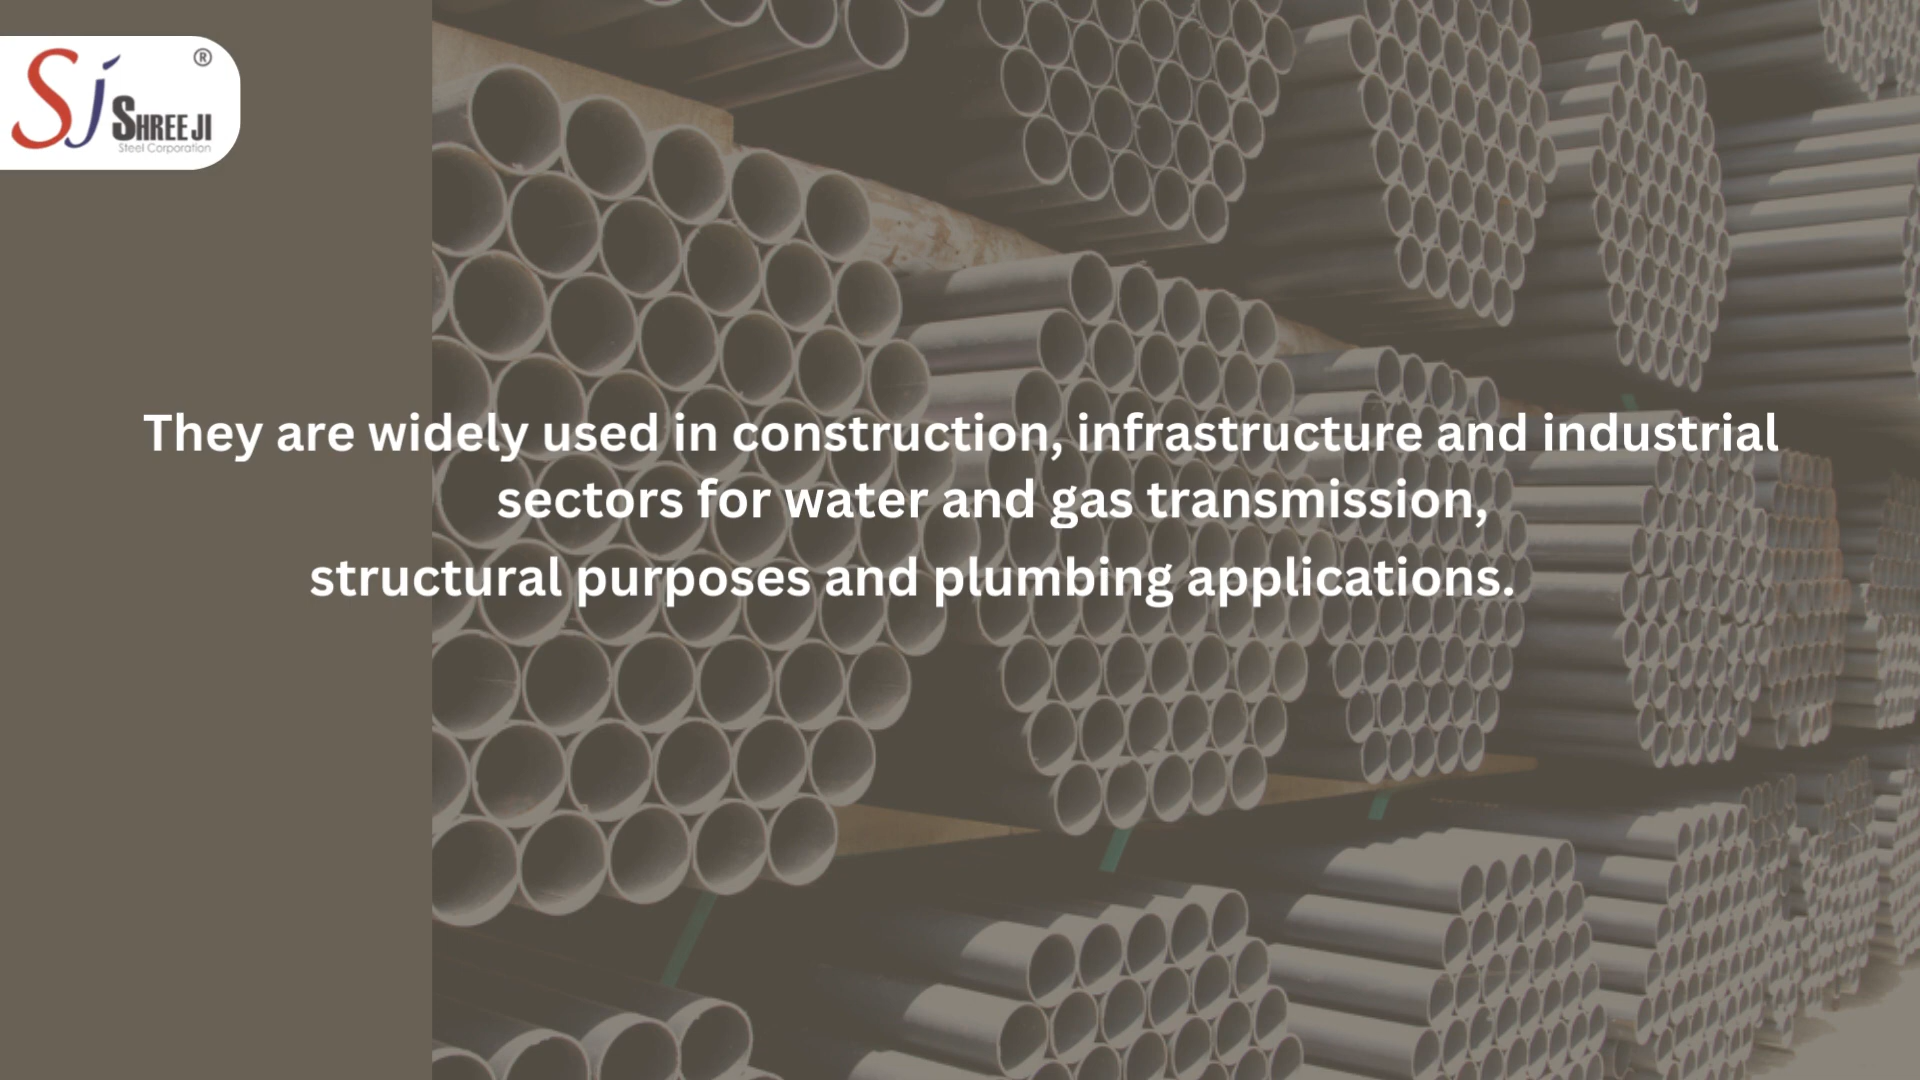 SJ
®
SHREE JI
Steel Corporation
They are widely used in construction, infrastructure and industrial
sectors for water and gas transmission,
structural purposes and plumbing applications.